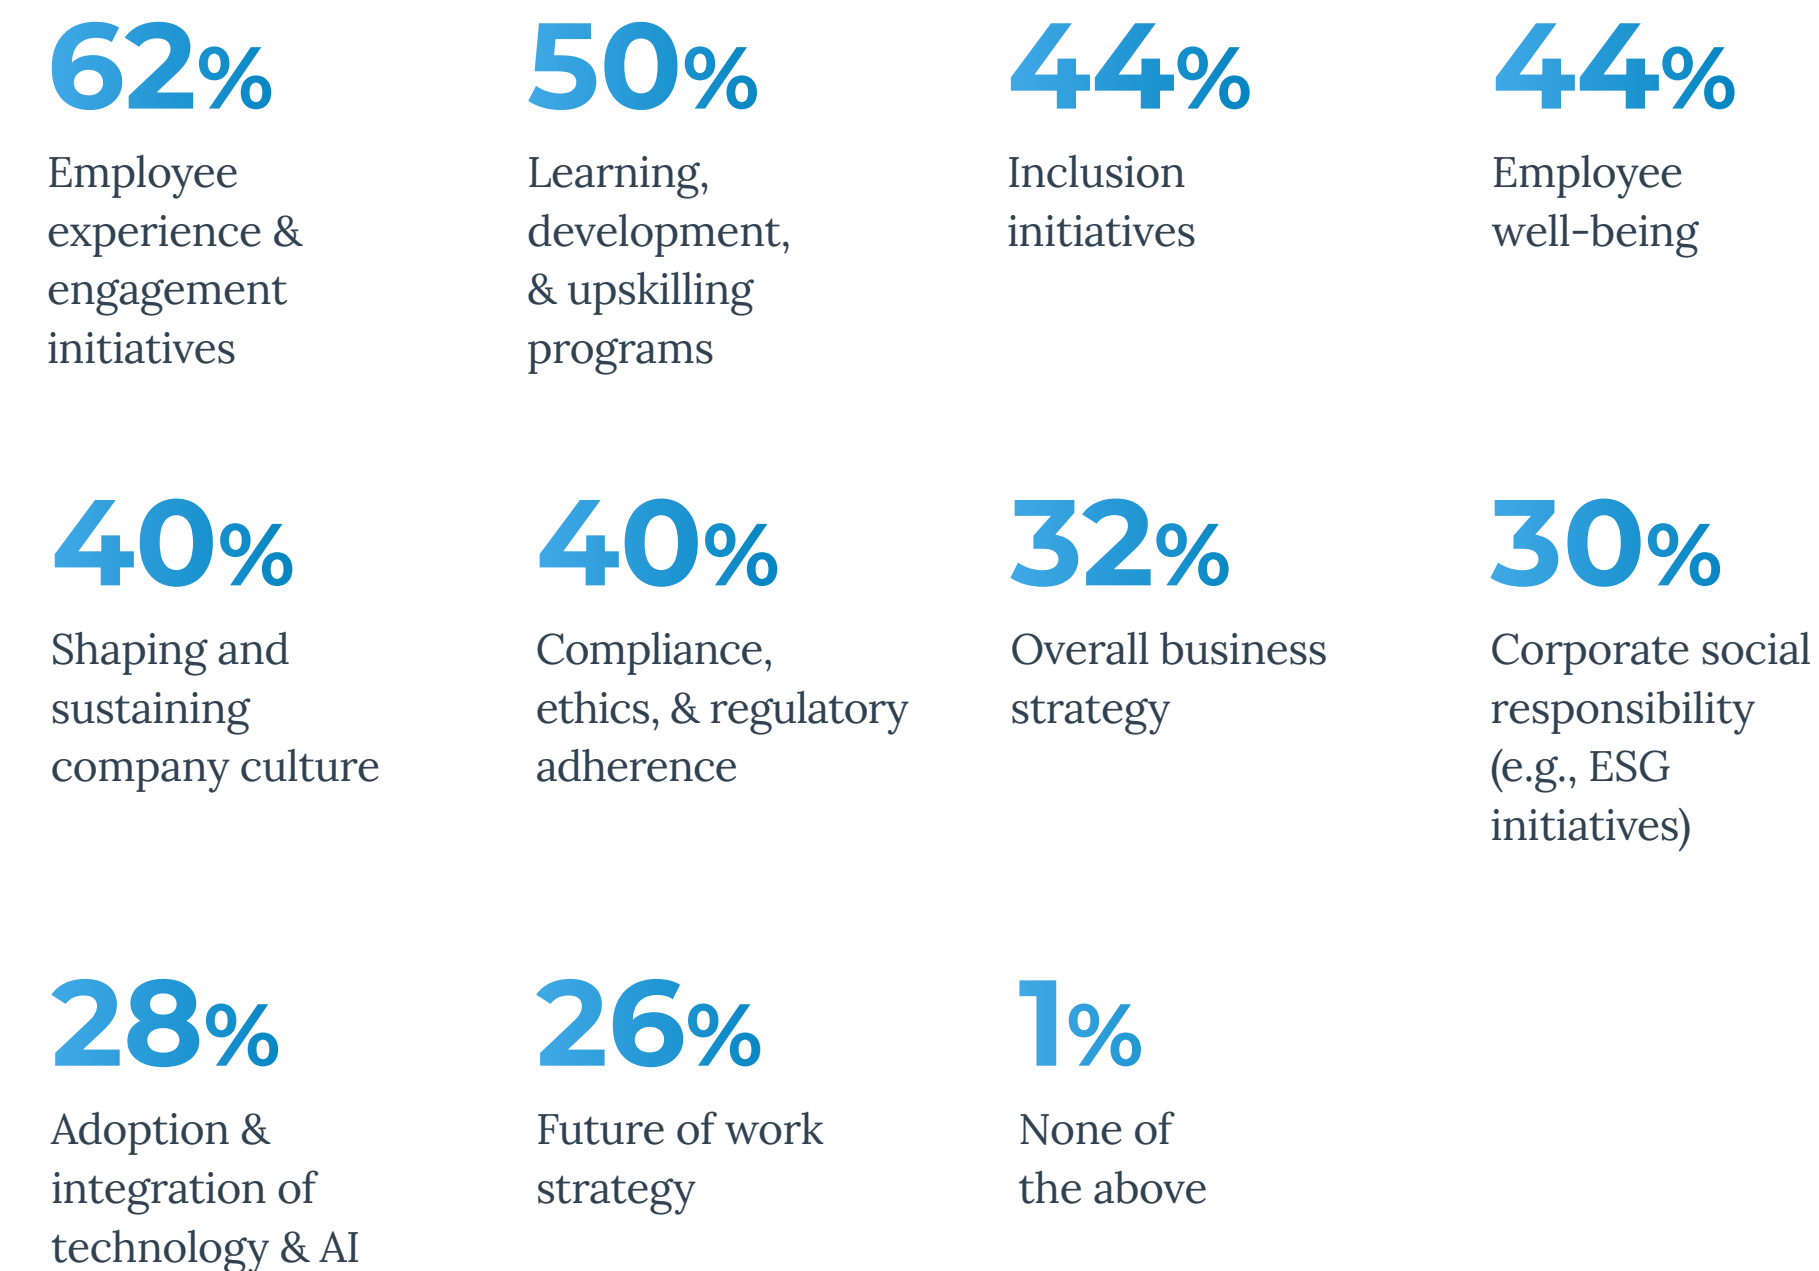 62%
Employee
experience &
engagement
initiatives
50%
Learning,
development,
& upskilling
programs
44%
Inclusion
initiatives
44%
Employee
well-being
40%
Shaping and
sustaining
company culture
40%
Compliance,
ethics, & regulatory
adherence
32%
Overall business
strategy
30%
Corporate social
responsibility
(e.g., ESG
initiatives)
28%
Adoption &
integration of
technology & AI
26%
Future of work
strategy
1%
None of
the above